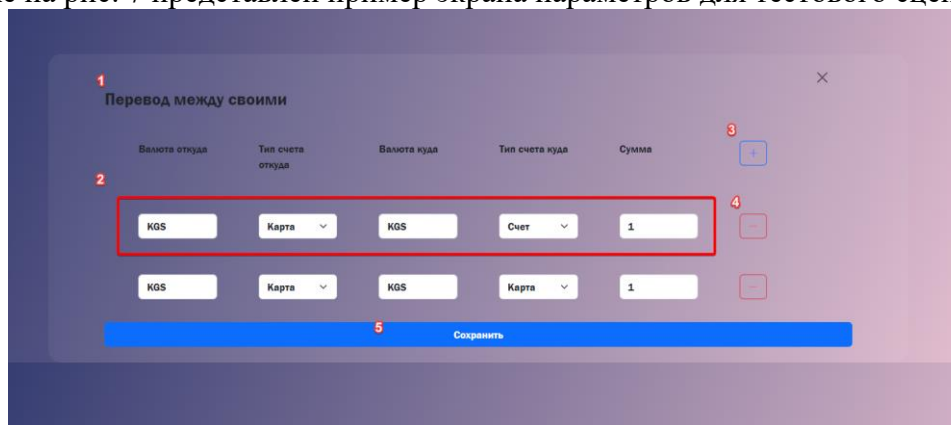 на рис. 7 представлен пример экрана параметров для тестового
1
Перевод между своими
3
Валюта откуда Тип счета откуда Валюта куда Тип счета куда Сумма +
2
4
KGS Карта KGS Счет 1 −
KGS Карта KGS Карта 1 −
5
Сохранить